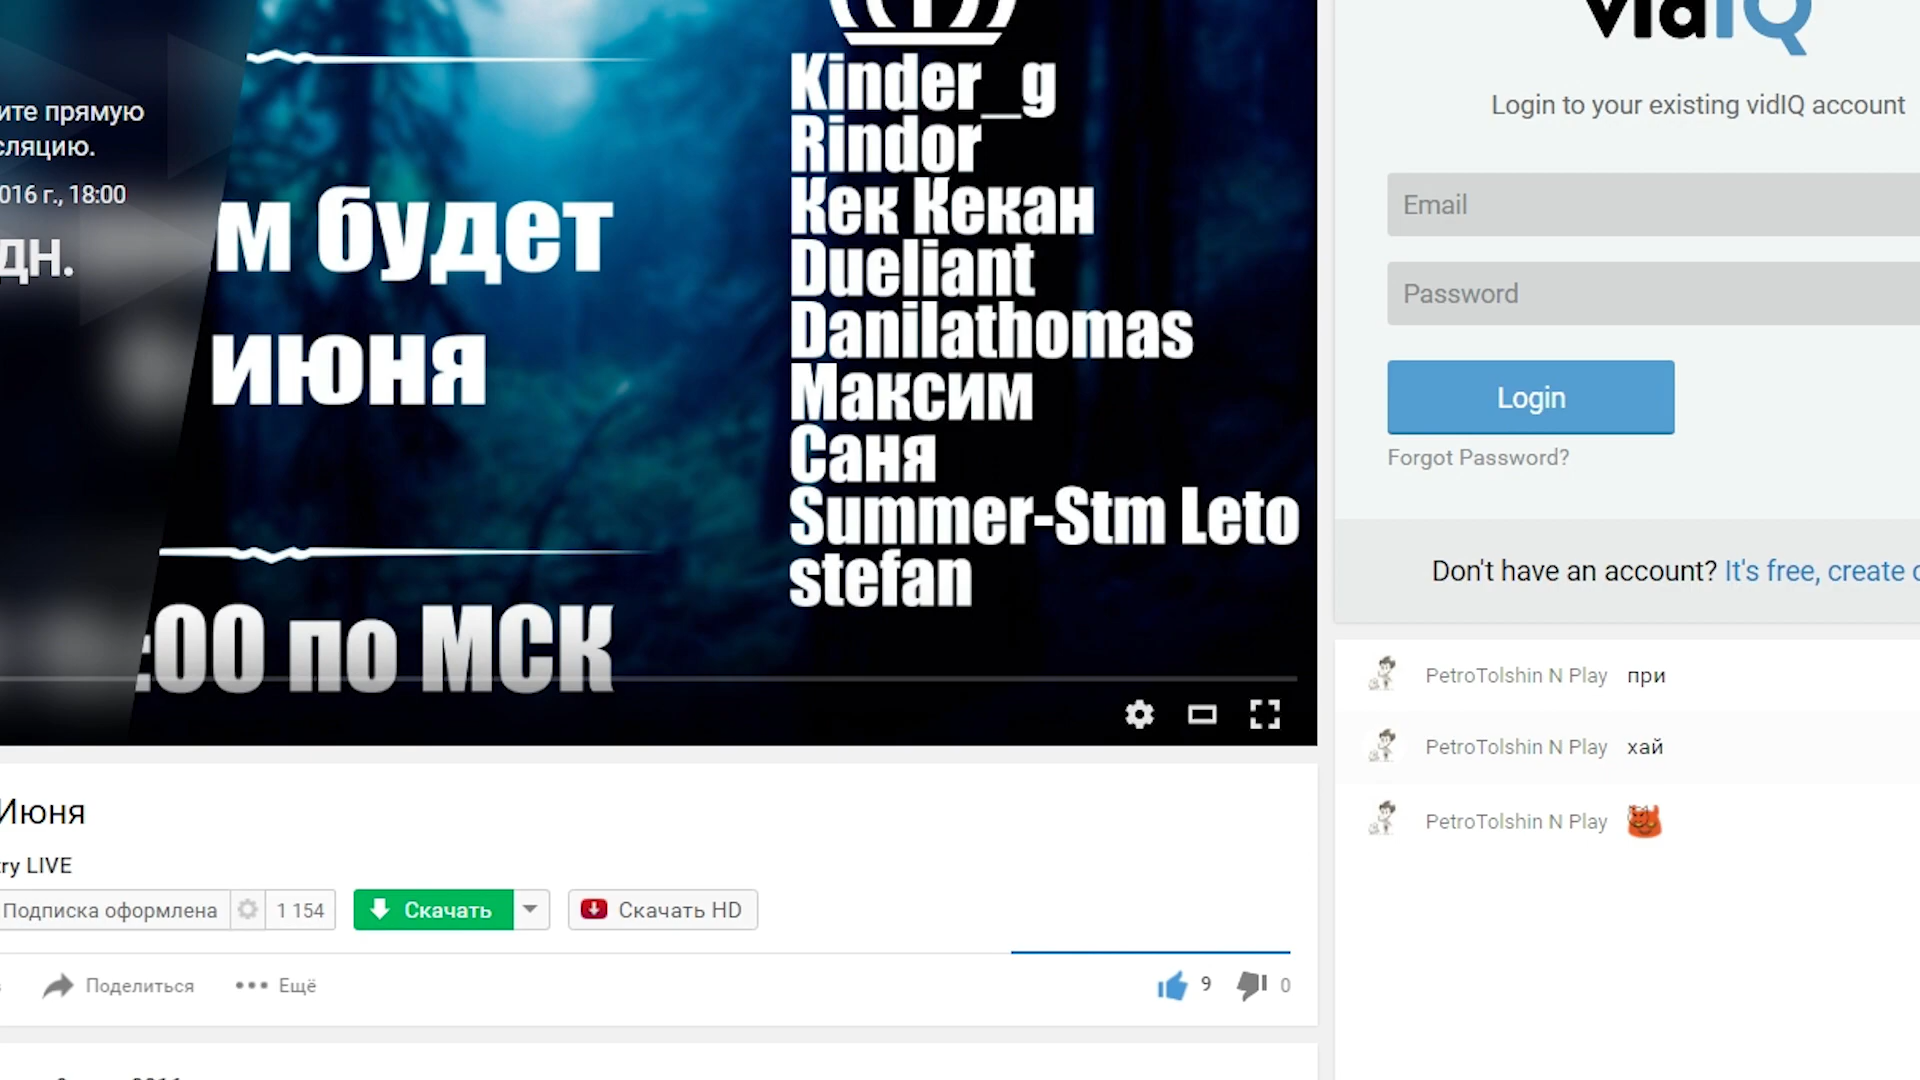 ите прямую
сляцию.
016 г., 18:00
дн.
м будет
июня
:00 по МСК
Kinder_g
Rindor
Кек Кекан
Dueliant
Danilathomas
Максим
Саня
Summer-Stm Leto
stefan
Июня
ry LIVE
Подписка оформлена 1 154
Скачать
Скачать HD
Поделиться
••• Ещё
9
0
vidIQ
Login to your existing vidIQ account
Email
Password
Login
Forgot Password?
Don't have an account? It's free, create
PetroTolshin N Play при
PetroTolshin N Play хай
PetroTolshin N Play